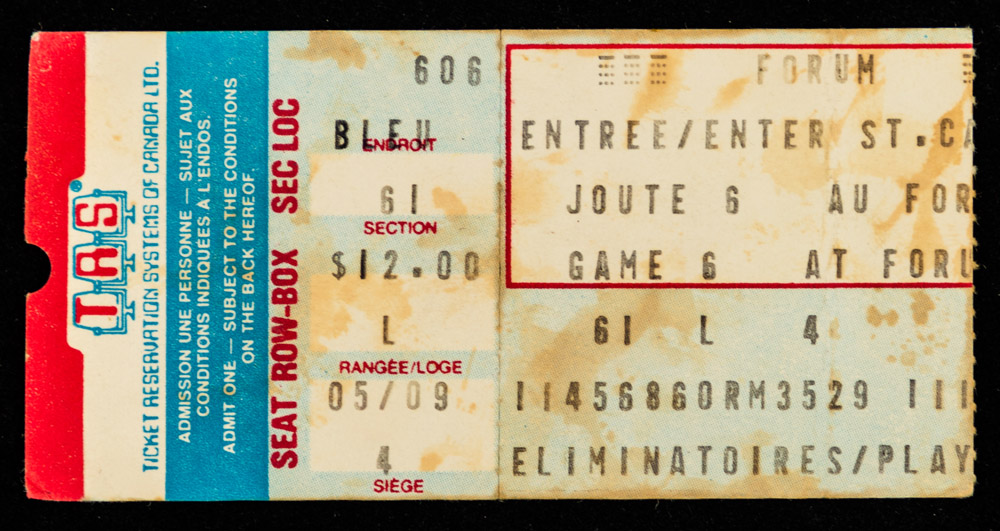 TRS
TICKET RESERVATION SYSTEMS OF CANADA LTD.
ADMISSION UNE PERSONNE — SUJET AUX
CONDITIONS INDIQUÉES À L'ENDOS.
ADMIT ONE — SUBJECT TO THE CONDITIONS
ON THE BACK HEREOF.
SEAT ROW-BOX SEC LOC
606
BLEU
ENDROIT
61
SECTION
$12.00
L
RANGÉE/LOGE
05/09
4
SIÈGE
FORUM
ENTREE/ENTER ST.CA
JOUTE 6 AU FOR
GAME 6 AT FORU
61 L 4
11456860RM3529 111
ELIMINATOIRES/PLAY